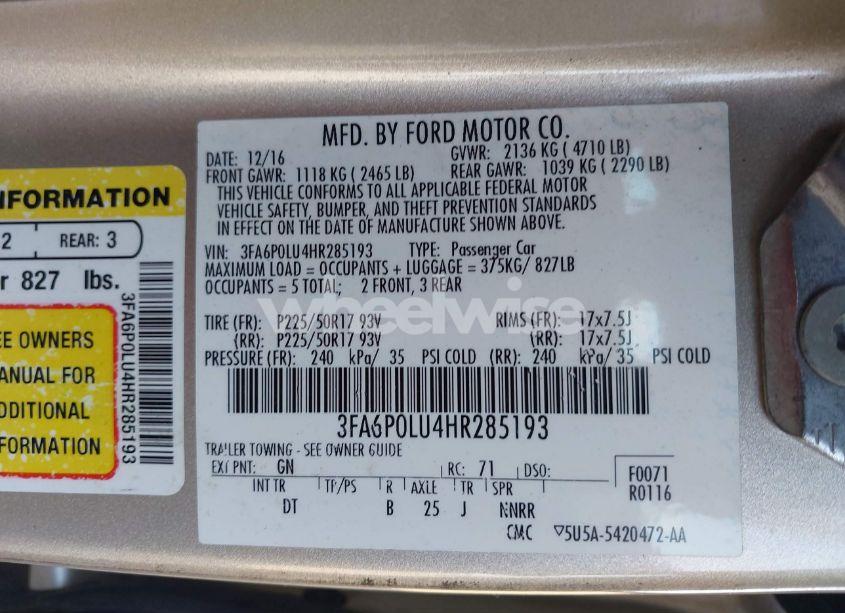 NFORMATION
2 REAR: 3
r 827 lbs.
EE OWNERS
ANUAL FOR
DDITIONAL
FORMATION
3FA6P0LU4HR285193
MFD. BY FORD MOTOR CO.
DATE: 12/16 GVWR: 2136 KG ( 4710 LB)
FRONT GAWR: 1118 KG ( 2465 LB) REAR GAWR: 1039 KG ( 2290 LB)
THIS VEHICLE CONFORMS TO ALL APPLICABLE FEDERAL MOTOR
VEHICLE SAFETY, BUMPER, AND THEFT PREVENTION STANDARDS
IN EFFECT ON THE DATE OF MANUFACTURE SHOWN ABOVE.
VIN: 3FA6P0LU4HR285193 TYPE: Passenger Car
MAXIMUM LOAD = OCCUPANTS + LUGGAGE = 375KG/ 827LB
OCCUPANTS = 5 TOTAL; 2 FRONT, 3 REAR
TIRE (FR): P225/50R17 93V RIMS (FR): 17x7.5J
(RR): P225/50R17 93V (RR): 17x7.5J
PRESSURE (FR): 240 kPa/ 35 PSI COLD (RR): 240 kPa/ 35 PSI COLD
3FA6P0LU4HR285193
TRAILER TOWING - SEE OWNER GUIDE
EXT PNT: GN RC: 71 DSO: F0071
INT TR TP/PS R AXLE TR SPR R0116
DT B 25 J NNRR
CMC ▽5U5A-5420472-AA
wheelwise